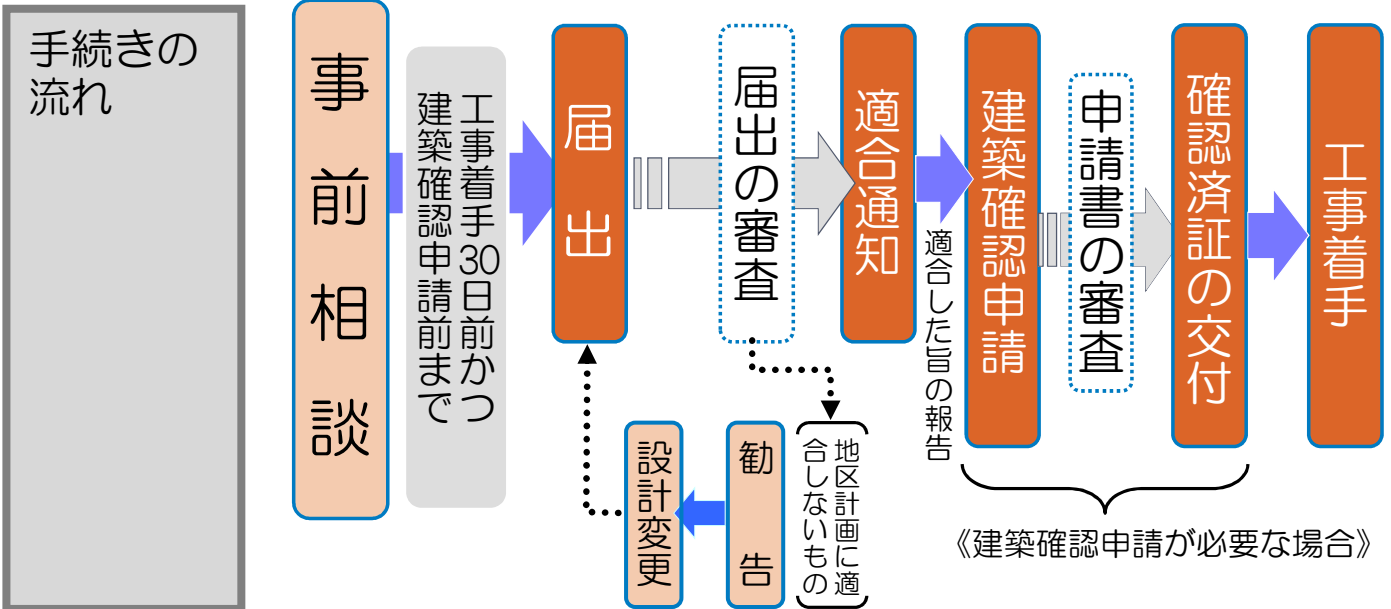 手続きの
流れ
事前相談
工事着手30日前かつ
建築確認申請前まで
届出
届出の審査
適合通知
適合した旨の報告
建築確認申請
申請書の審査
確認済証の交付
工事着手
地区計画に適
合しないもの
勧告
設計変更
《建築確認申請が必要な場合》